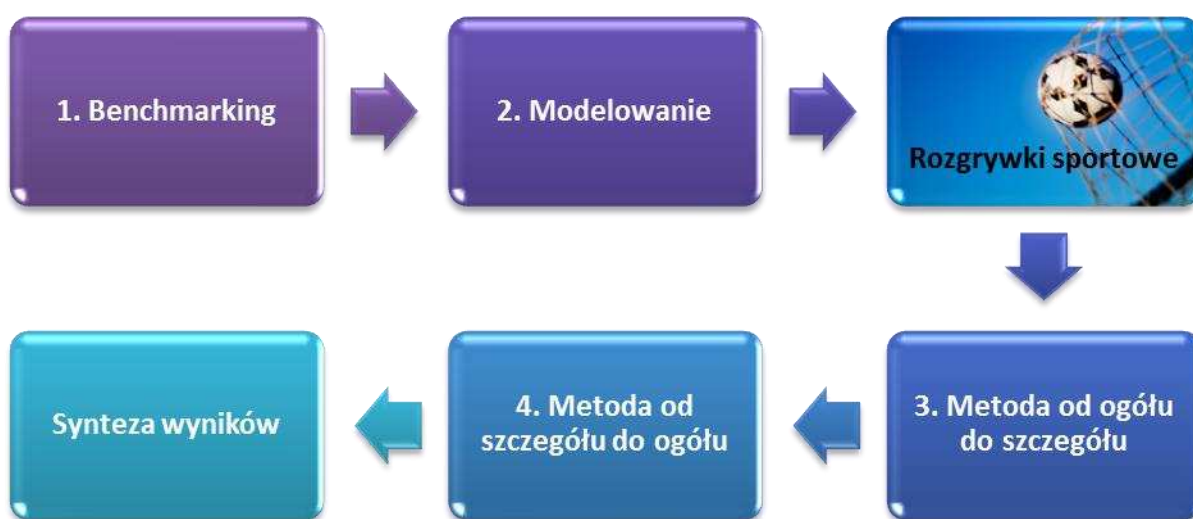 1. Benchmarking
2. Modelowanie
Rozgrywki sportowe
3. Metoda od ogółu
do szczegółu
4. Metoda od
szczegółu do ogółu
Synteza wyników